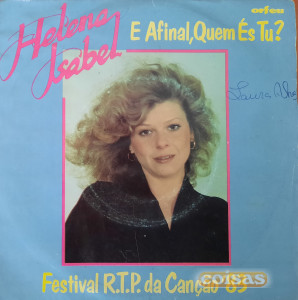 Helena
Isabel
orfeu
E Afinal, Quem És Tu?
Festival R.T.P. da Canção
coisas